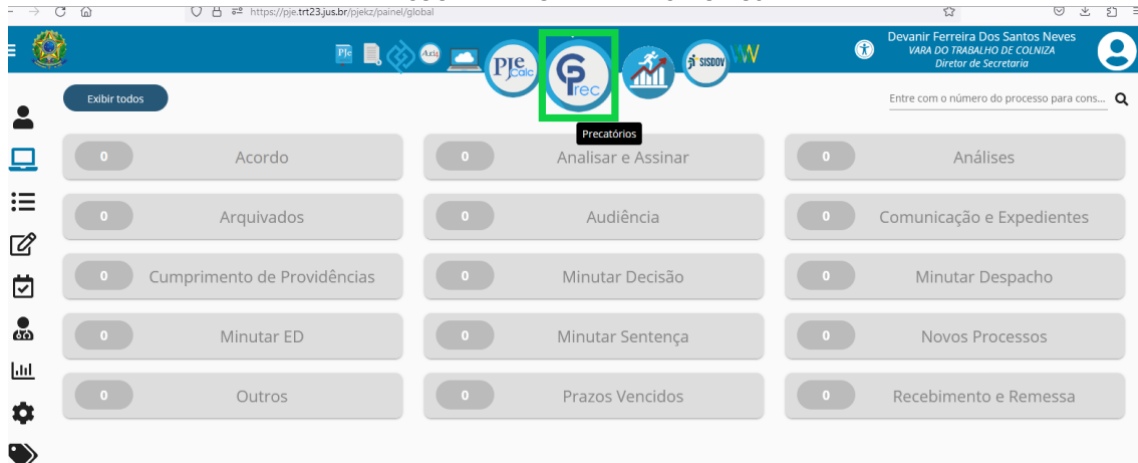 https://pje.trt23.jus.br/pjekz/painel/global
Devanir Ferreira Dos Santos Neves
VARA DO TRABALHO DE COLNIZA
Diretor de Secretaria
PJe
PJe Calc
GPrec
SISDOV
Exibir todos
Precatórios
Entre com o número do processo para cons...
0 Acordo
0 Analisar e Assinar
0 Análises
0 Arquivados
0 Audiência
0 Comunicação e Expedientes
0 Cumprimento de Providências
0 Minutar Decisão
0 Minutar Despacho
0 Minutar ED
0 Minutar Sentença
0 Novos Processos
0 Outros
0 Prazos Vencidos
0 Recebimento e Remessa